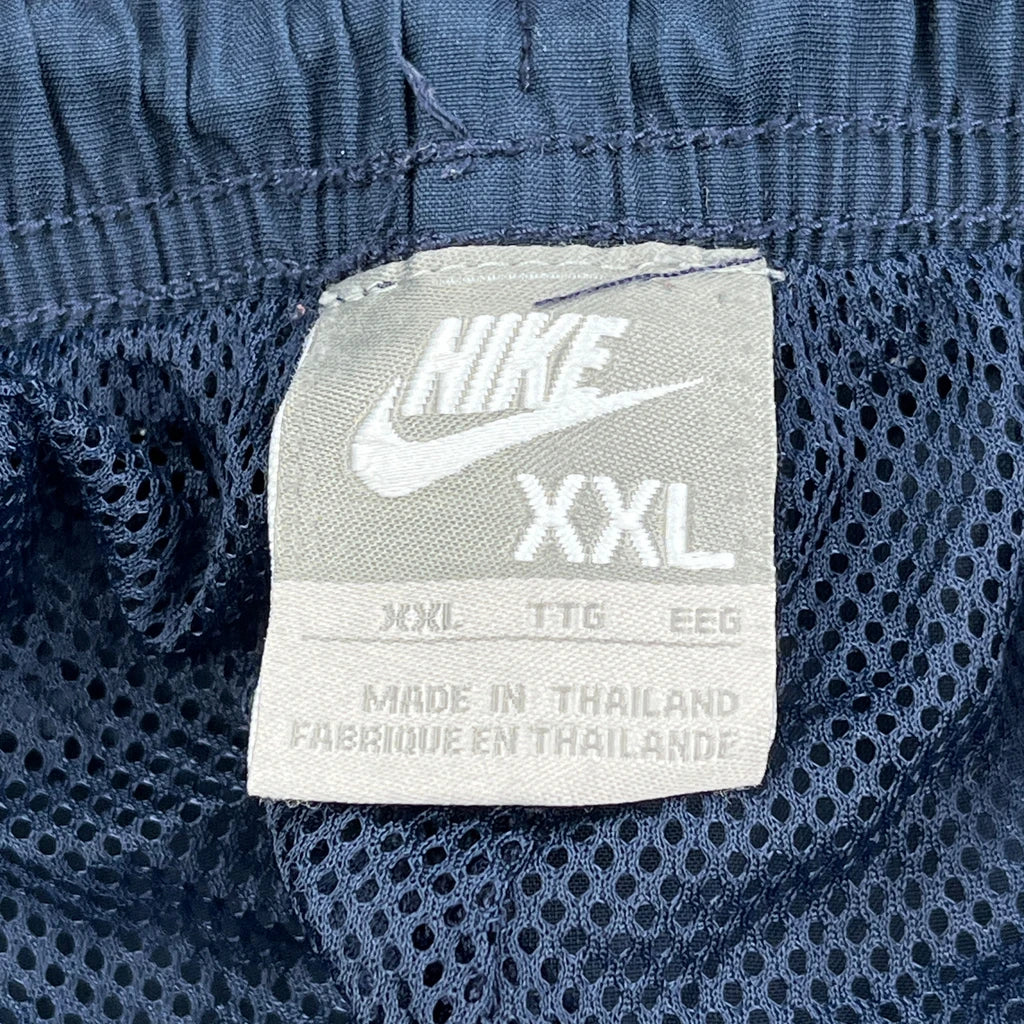 NIKE
XXL
XXL TTG EEG
MADE IN THAILAND
FABRIQUE EN THAILANDE